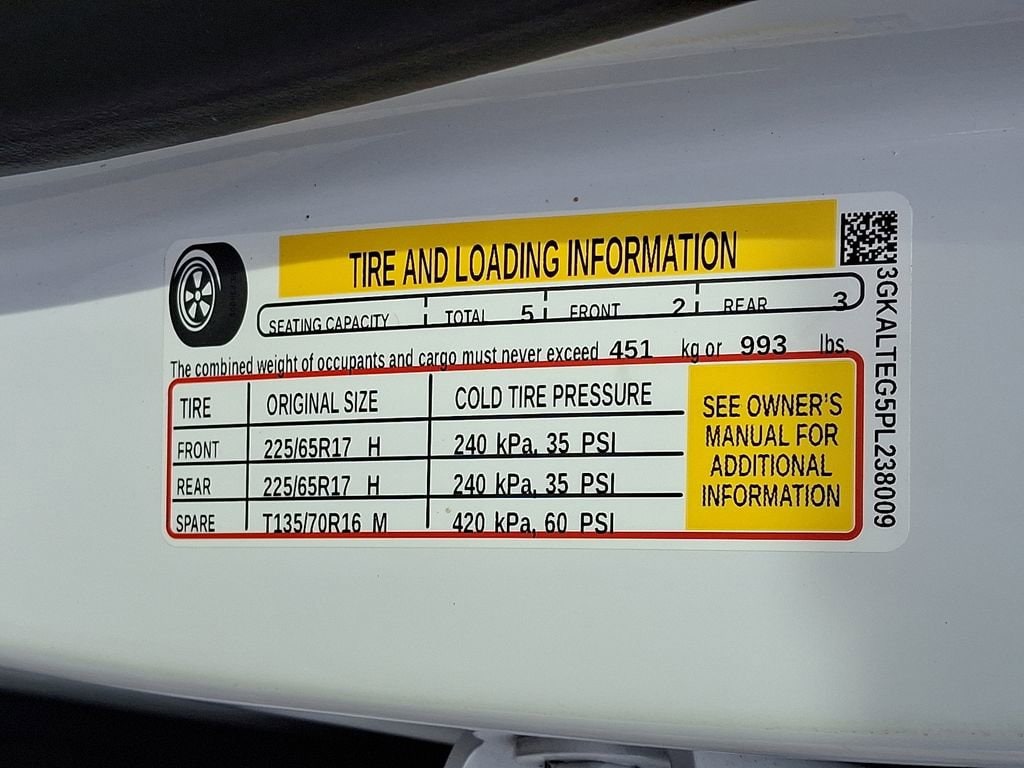 TIRE AND LOADING INFORMATION
SEATING CAPACITY TOTAL 5 FRONT 2 REAR 3
The combined weight of occupants and cargo must never exceed 451 kg or 993 lbs.
TIRE ORIGINAL SIZE COLD TIRE PRESSURE
FRONT 225/65R17 H 240 kPa, 35 PSI
REAR 225/65R17 H 240 kPa, 35 PSI
SPARE T135/70R16 M 420 kPa, 60 PSI
SEE OWNER'S
MANUAL FOR
ADDITIONAL
INFORMATION
3GKALTEG5PL238009